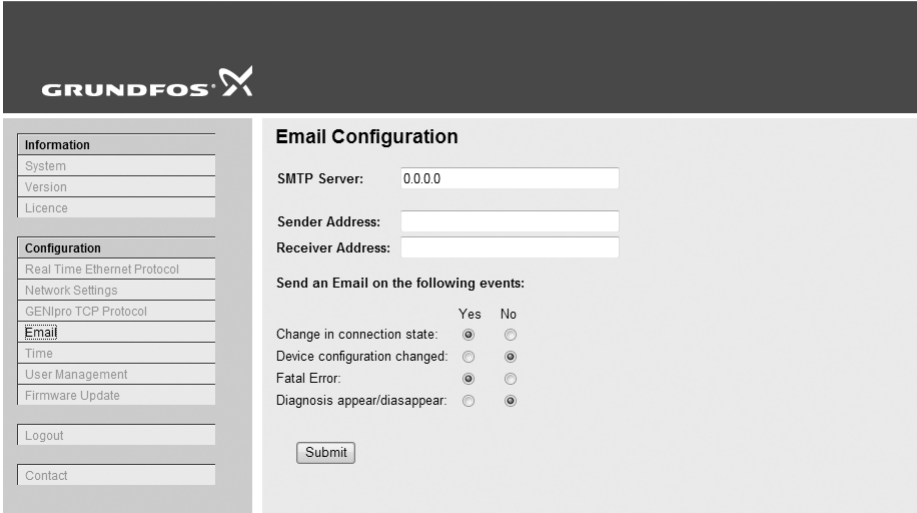 GRUNDFOS
Information
System
Version
Licence
Configuration
Real Time Ethernet Protocol
Network Settings
GENIpro TCP Protocol
Email
Time
User Management
Firmware Update
Logout
Contact
Email Configuration
SMTP Server: 0.0.0.0
Sender Address:
Receiver Address:
Send an Email on the following events:
Yes No
Change in connection state:
Device configuration changed:
Fatal Error:
Diagnosis appear/diasappear:
Submit